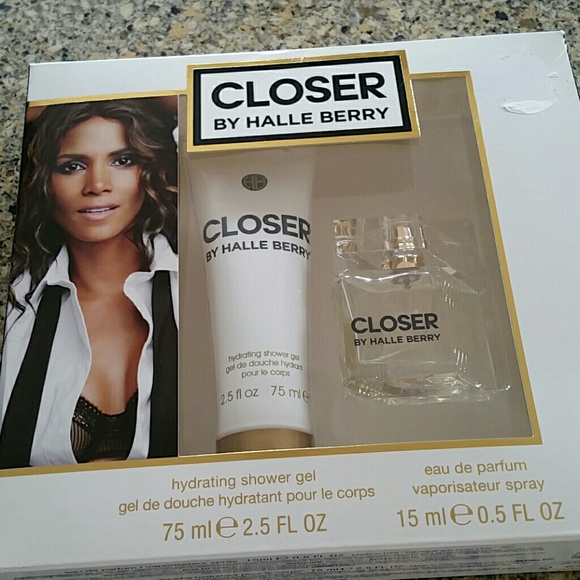 CLOSER
BY HALLE BERRY
CLOSER
BY HALLE BERRY
hydrating shower gel
gel de douche hydratant
pour le corps
2.5 fl oz 75 ml e
CLOSER
BY HALLE BERRY
hydrating shower gel
gel de douche hydratant pour le corps
75 ml e 2.5 FL OZ
eau de parfum
vaporisateur spray
15 ml e 0.5 FL OZ